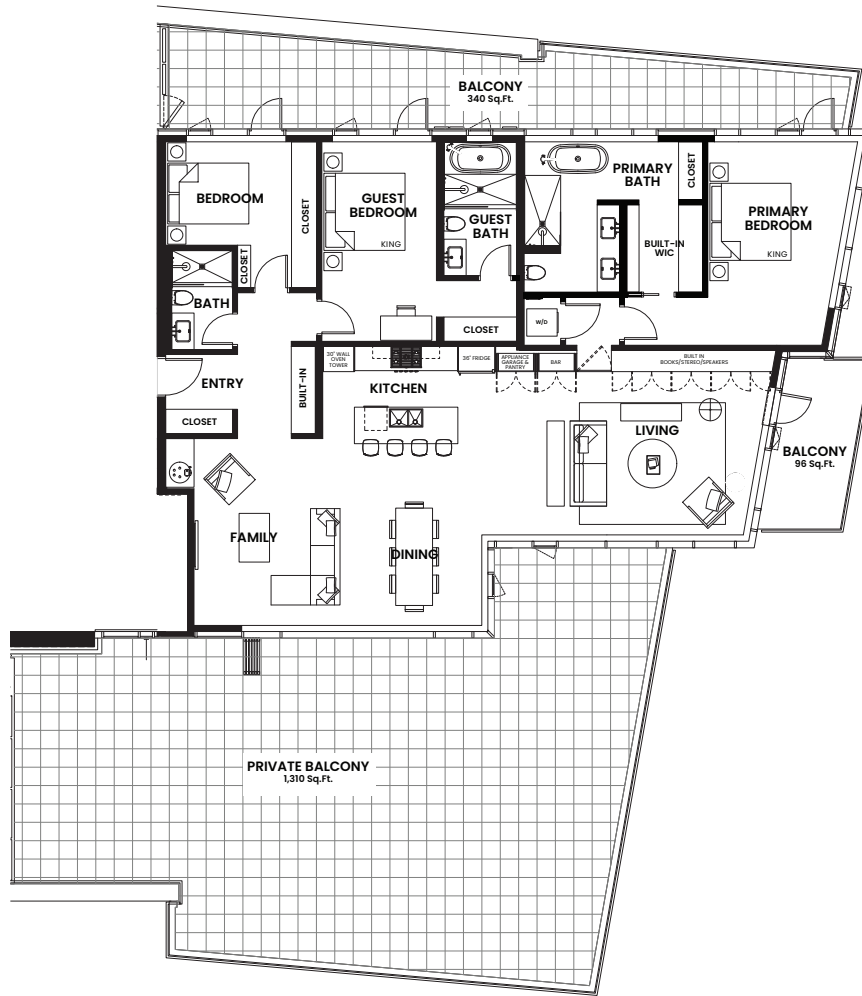 BALCONY
340 Sq.Ft.
BEDROOM
CLOSET
CLOSET
GUEST
BEDROOM
KING
GUEST
BATH
PRIMARY
BATH
CLOSET
BUILT-IN
WIC
PRIMARY
BEDROOM
KING
BATH
CLOSET
W/D
ENTRY
BUILT-IN
30" WALL
OVEN
TOWER
KITCHEN
36" FRIDGE
APPLIANCE
GARAGE &
PANTRY
BAR
BUILT IN
BOOKS/STEREO/SPEAKERS
CLOSET
LIVING
BALCONY
96 Sq.Ft.
FAMILY
DINING
PRIVATE BALCONY
1,310 Sq.Ft.